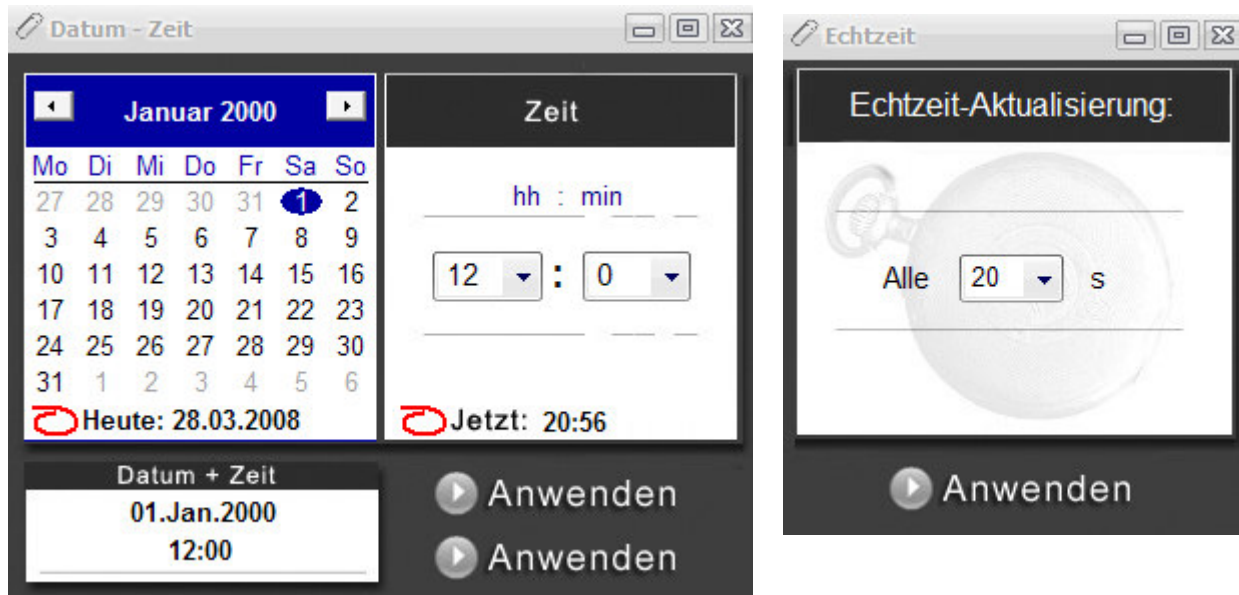 Datum - Zeit
Januar 2000
Mo Di Mi Do Fr Sa So
27 28 29 30 31 1 2
3 4 5 6 7 8 9
10 11 12 13 14 15 16
17 18 19 20 21 22 23
24 25 26 27 28 29 30
31 1 2 3 4 5 6
Heute: 28.03.2008
Zeit
hh : min
12 : 0
Jetzt: 20:56
Datum + Zeit
01.Jan.2000
12:00
Anwenden
Anwenden
Echtzeit
Echtzeit-Aktualisierung:
Alle 20 s
Anwenden